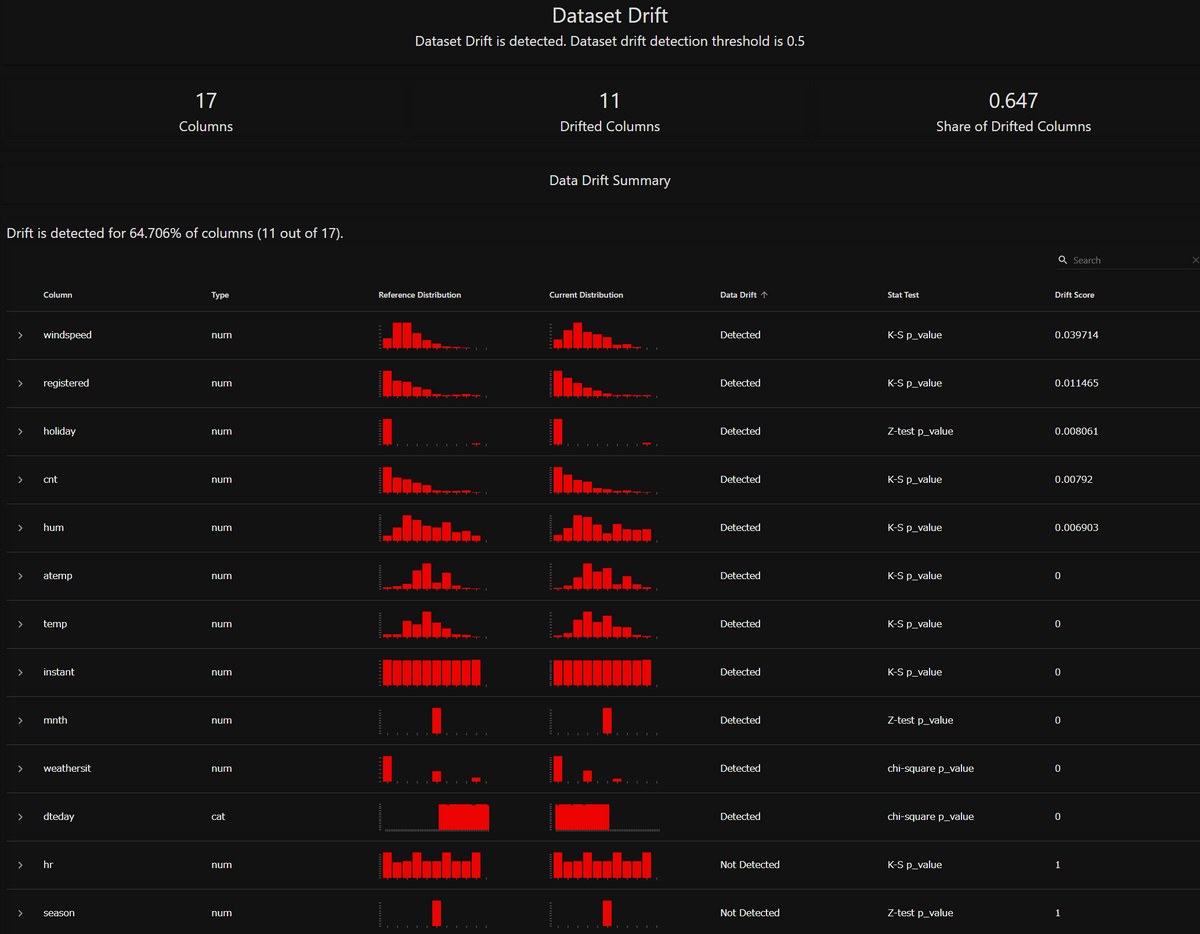 Dataset Drift
Dataset Drift is detected. Dataset drift detection threshold is 0.5
17 11 0.647
Columns Drifted Columns Share of Drifted Columns
Data Drift Summary
Drift is detected for 64.706% of columns (11 out of 17).
Search
Column Type Reference Distribution Current Distribution Data Drift Stat Test Drift Score
windspeed num Detected K-S p_value 0.039714
registered num Detected K-S p_value 0.011465
holiday num Detected Z-test p_value 0.008061
cnt num Detected K-S p_value 0.00792
hum num Detected K-S p_value 0.006903
atemp num Detected K-S p_value 0
temp num Detected K-S p_value 0
instant num Detected K-S p_value 0
mnth num Detected Z-test p_value 0
weathersit num Detected chi-square p_value 0
dteday cat Detected chi-square p_value 0
hr num Not Detected K-S p_value 1
season num Not Detected Z-test p_value 1